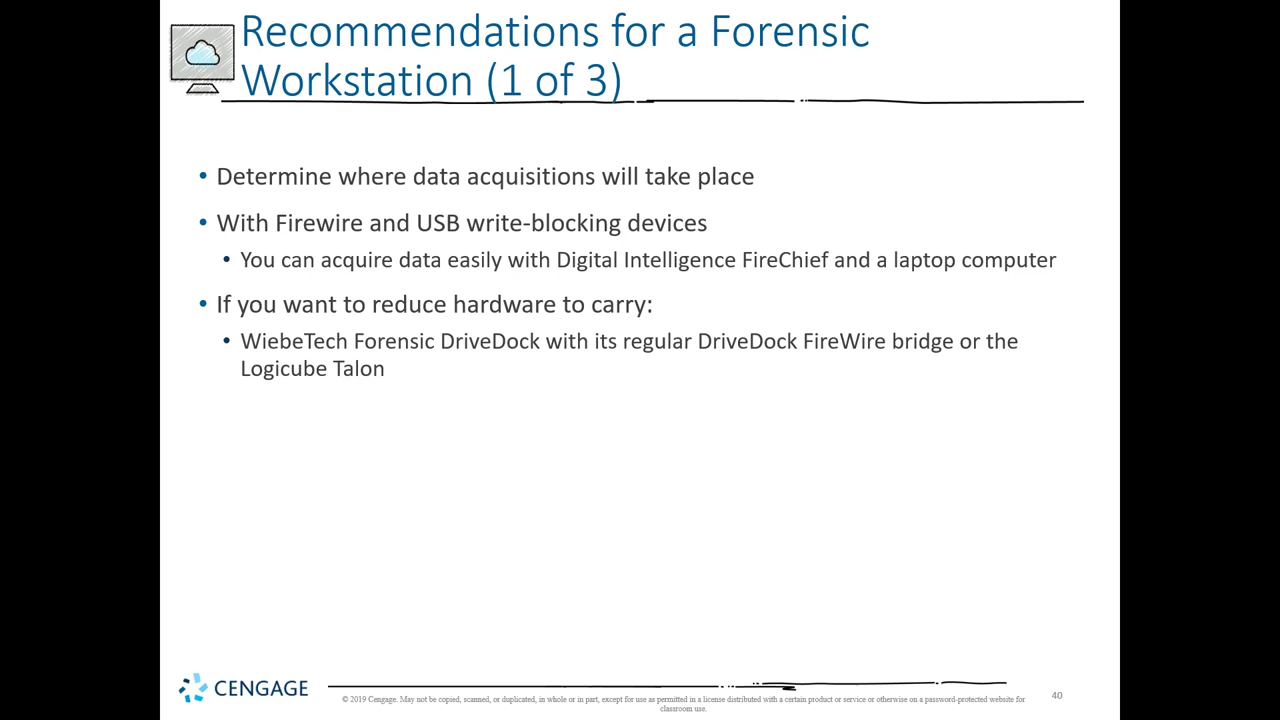 Recommendations for a Forensic
Workstation (1 of 3)
• Determine where data acquisitions will take place
• With Firewire and USB write-blocking devices
• You can acquire data easily with Digital Intelligence FireChief and a laptop computer
• If you want to reduce hardware to carry:
• WiebeTech Forensic DriveDock with its regular DriveDock FireWire bridge or the
Logicube Talon
CENGAGE
© 2019 Cengage. May not be copied, scanned, or duplicated, in whole or in part, except for use as permitted in a license distributed with a certain product or service or otherwise on a password-protected website for
classroom use.
40